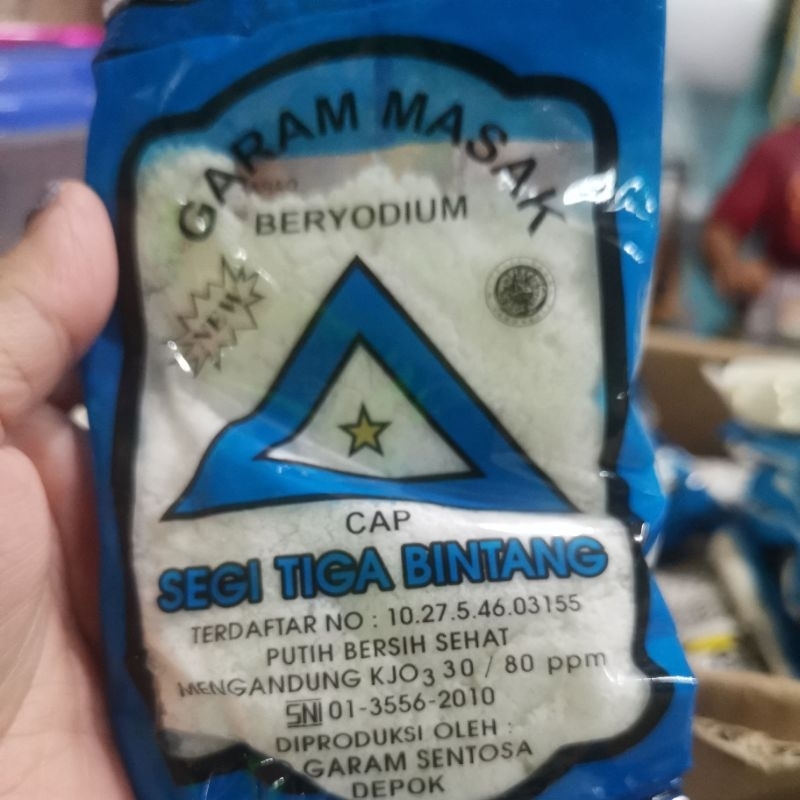 GARAM MASAK
BERYODIUM
NEW
CAP
SEGI TIGA BINTANG
TERDAFTAR NO : 10.27.5.46.03155
PUTIH BERSIH SEHAT
MENGANDUNG KJO3 30 / 80 ppm
SNI 01-3556-2010
DIPRODUKSI OLEH :
GARAM SENTOSA
DEPOK